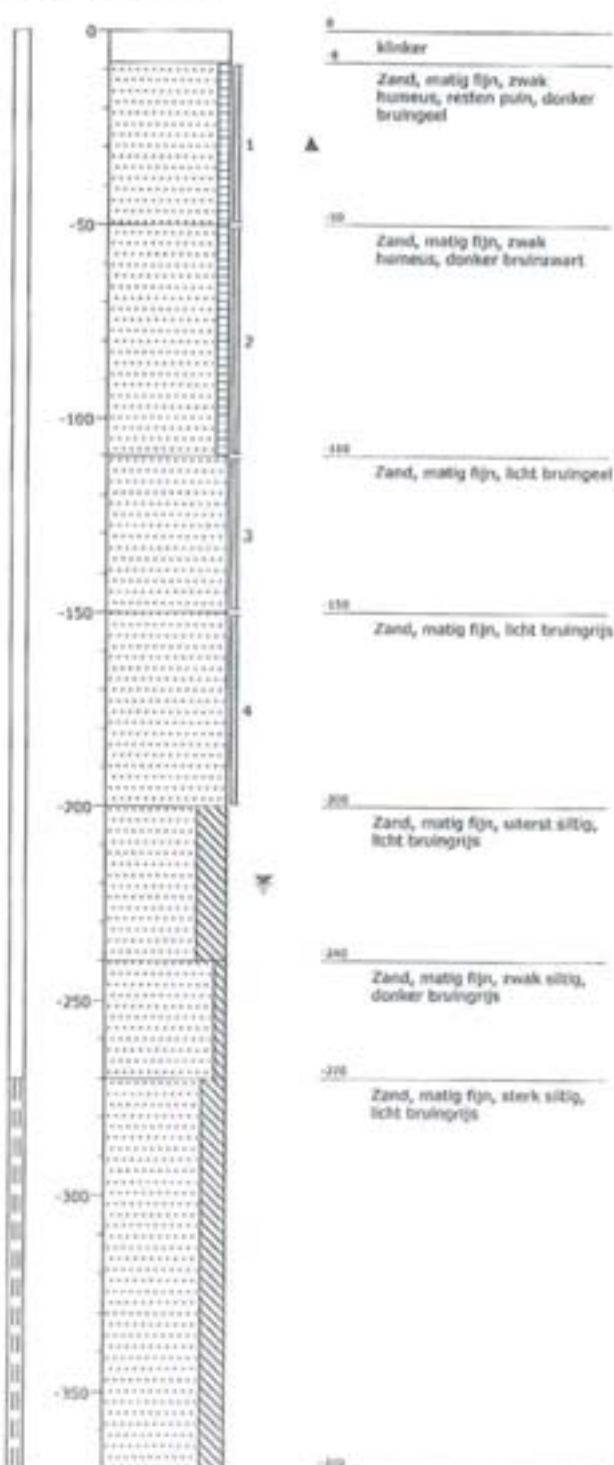 0
-50
-100
-150
-200
-250
-300
-350
1
2
3
4
0
klinker
Zand, matig fijn, zwak
humeus, resten puin, donker
bruingeel
-50
Zand, matig fijn, zwak
humeus, donker bruinzwart
Zand, matig fijn, licht bruingeel
-150
Zand, matig fijn, licht bruingrijs
-200
Zand, matig fijn, uiterst siltig,
licht bruingrijs
-240
Zand, matig fijn, zwak siltig,
donker bruingrijs
-270
Zand, matig fijn, sterk siltig,
licht bruingrijs